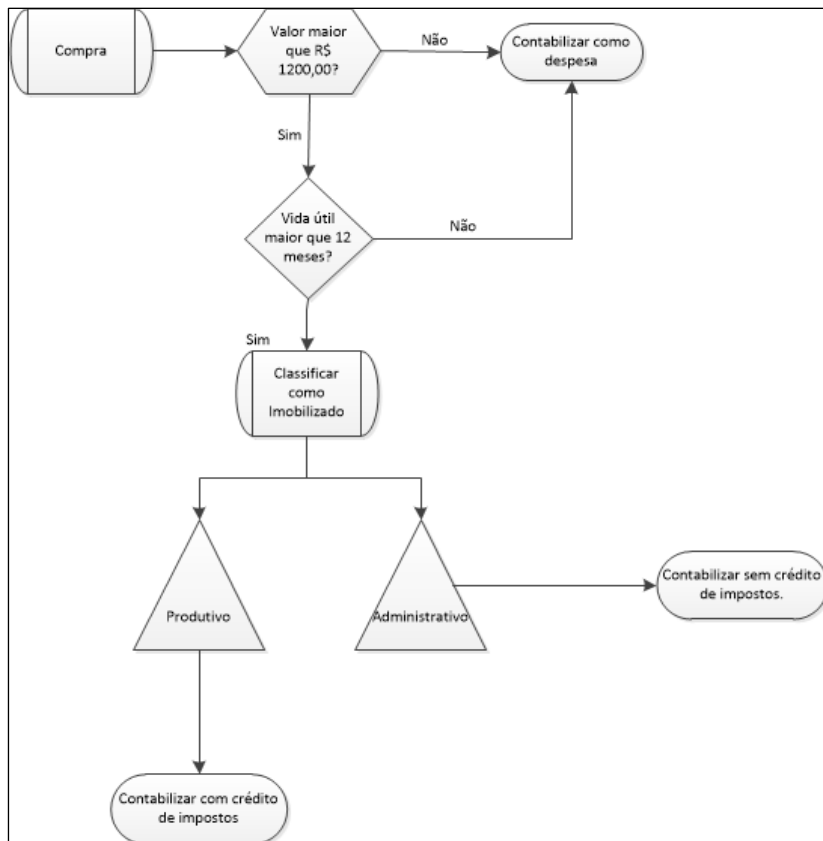 Compra
Valor maior
que R$
1200,00?
Não
Contabilizar como
despesa
Sim
Vida útil
maior que 12
meses?
Não
Sim
Classificar
como
Imobilizado
Produtivo
Administrativo
Contabilizar sem crédito
de impostos.
Contabilizar com crédito
de impostos